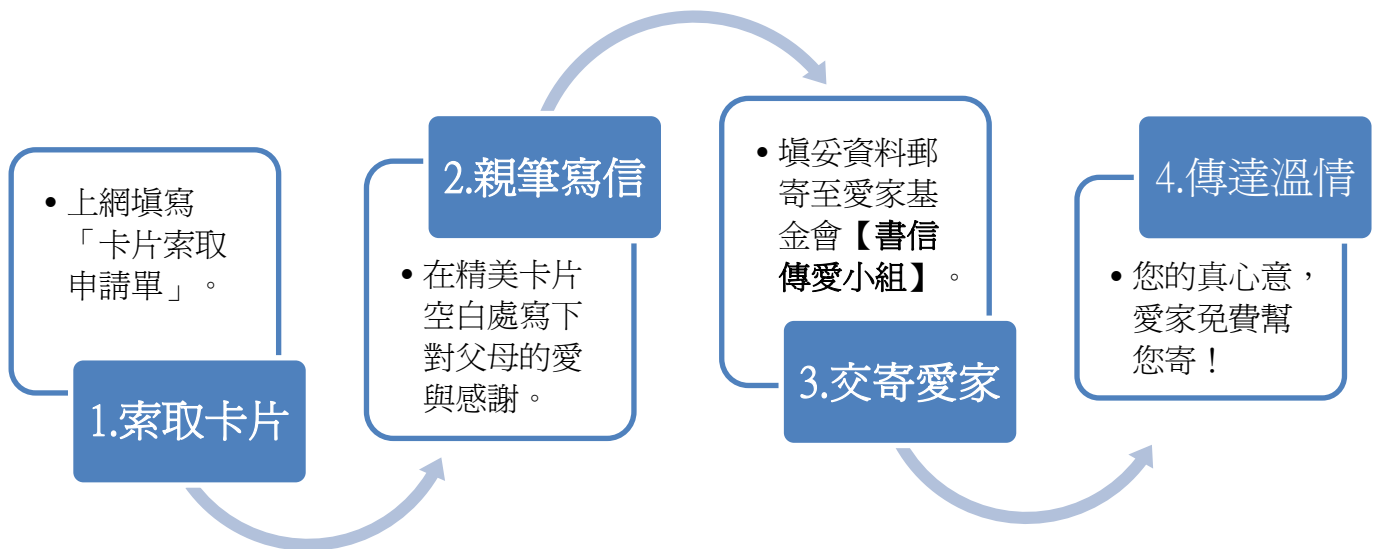 • 上網填寫
「卡片索取
申請單」。
1.索取卡片
2.親筆寫信
• 在精美卡片
空白處寫下
對父母的愛
與感謝。
• 填妥資料郵
寄至愛家基
金會【書信
傳愛小組】。
3.交寄愛家
4.傳達溫情
• 您的真心意，
愛家免費幫
您寄！